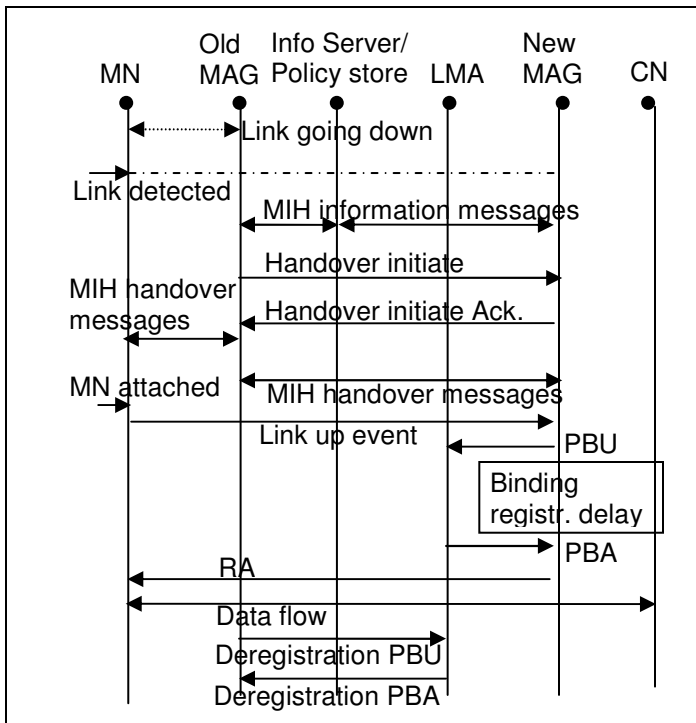 Old Info Server/ New
MN MAG Policy store LMA MAG CN
Link going down
Link detected
MIH information messages
Handover initiate
MIH handover
messages
Handover initiate Ack.
MN attached
MIH handover messages
Link up event
PBU
Binding
registr. delay
PBA
RA
Data flow
Deregistration PBU
Deregistration PBA